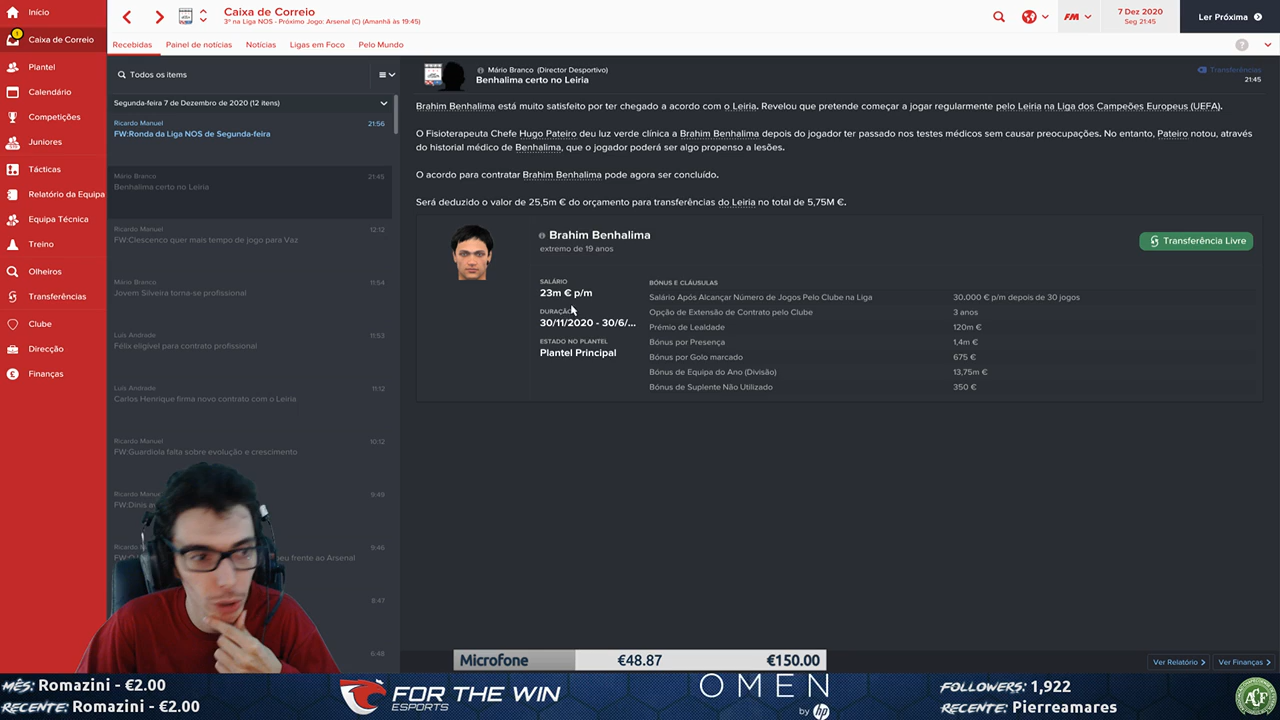 Início
Caixa de Correio
Plantel
Calendário
Competições
Juniores
Tácticas
Relatório da Equipa
Equipa Técnica
Treino
Olheiros
Transferências
Clube
Direcção
Finanças
1
Caixa de Correio
3º na Liga NOS - Próximo Jogo: Arsenal (C) (Amanhã às 19:45)
FM
7 Dez 2020
Seg 21:45
Ler Próxima
Recebidas
Painel de notícias
Notícias
Ligas em Foco
Pelo Mundo
?
Todos os items
Segunda-feira 7 de Dezembro de 2020 (12 itens)
Ricardo Manuel 21:56
FW:Ronda da Liga NOS de Segunda-feira
Mário Branco 21:45
Benhalima certo no Leiria
Ricardo Manuel 12:12
FW:Clescenco quer mais tempo de jogo para Vaz
Mário Branco 11:54
Jovem Silveira torna-se profissional
Luís Andrade 11:53
Félix elígivel para contrato profissional
Luís Andrade 11:12
Carlos Henrique firma novo contrato com o Leiria
Ricardo Manuel 10:12
FW:Guardiola falta sobre evolução e crescimento
Ricardo Manuel 9:49
FW:Dinis
Ricardo 9:46
frente ao Arsenal
9:47
6:48
Mário Branco (Director Desportivo)
Benhalima certo no Leiria
Transferências
21:45
Brahim Benhalima está muito satisfeito por ter chegado a acordo com o Leiria. Revelou que pretende começar a jogar regularmente pelo Leiria na Liga dos Campeões Europeus (UEFA).
O Fisioterapeuta Chefe Hugo Pateiro deu luz verde clínica a Brahim Benhalima depois do jogador ter passado nos testes médicos sem causar preocupações. No entanto, Pateiro notou, através
do historial médico de Benhalima, que o jogador poderá ser algo propenso a lesões.
O acordo para contratar Brahim Benhalima pode agora ser concluído.
Será deduzido o valor de 25,5m € do orçamento para transferências do Leiria no total de 5,75M €.
Brahim Benhalima
extremo de 19 anos
Transferência Livre
SALÁRIO
23m € p/m
DURAÇÃO
30/11/2020 - 30/6/...
ESTADO NO PLANTEL
Plantel Principal
BÓNUS E CLÁUSULAS
Salário Após Alcançar Número de Jogos Pelo Clube na Liga 30.000 € p/m depois de 30 jogos
Opção de Extensão de Contrato pelo Clube 3 anos
Prémio de Lealdade 120m €
Bónus por Presença 1,4m €
Bónus por Golo marcado 675 €
Bónus de Equipa do Ano (Divisão) 13,75m €
Bónus de Suplente Não Utilizado 350 €
Ver Relatório
Ver Finanças
Microfone €48.87 €150.00
MÊS: Romazini - €2.00
RECENTE: Romazini - €2.00
FOR THE WIN
ESPORTS
OMEN
by hp
FOLLOWERS: 1,922
RECENTE: Pierreamares
ACF